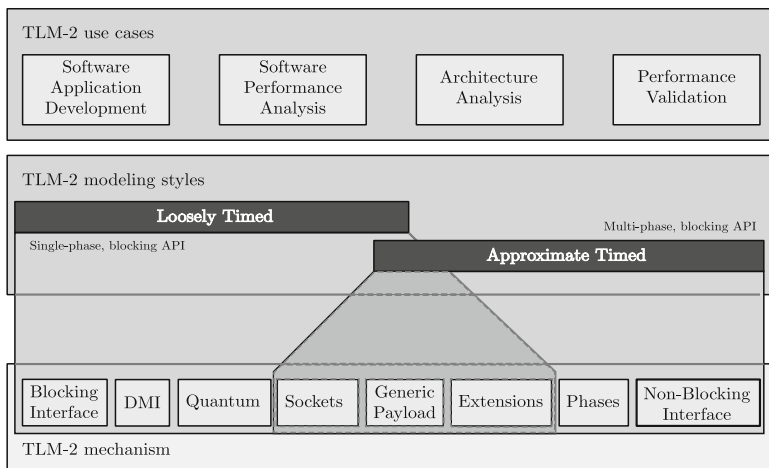 TLM-2 use cases
Software
Application
Development
Software
Performance
Analysis
Architecture
Analysis
Performance
Validation
TLM-2 modeling styles
Loosely Timed
Single-phase, blocking API
Multi-phase, blocking API
Approximate Timed
Blocking
Interface
DMI
Quantum
Sockets
Generic
Payload
Extensions
Phases
Non-Blocking
Interface
TLM-2 mechanism